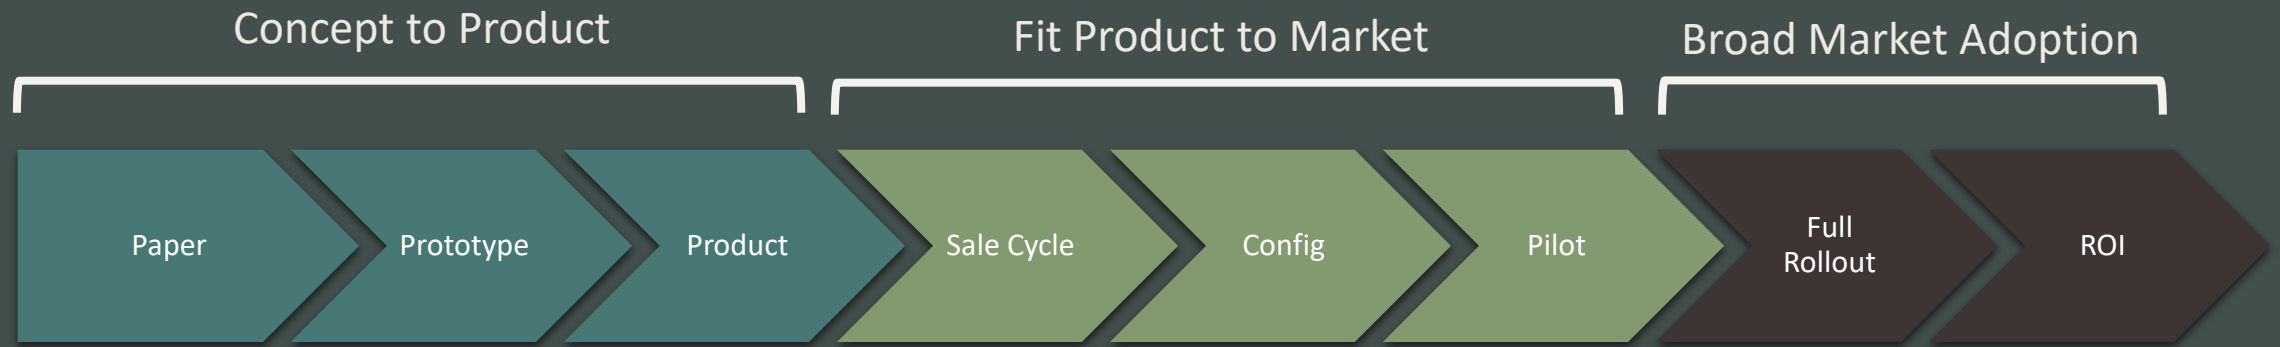 Concept to Product
Fit Product to Market
Broad Market Adoption
Paper
Prototype
Product
Sale Cycle
Config
Pilot
Full
Rollout
ROI